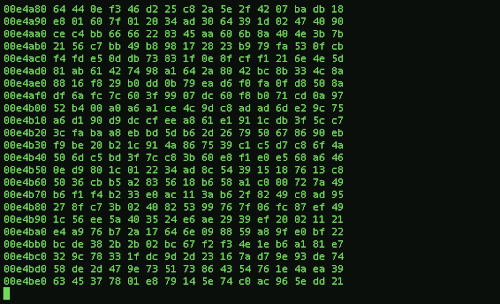 00e4a80 64 44 0e f3 46 d2 25 c8 2a 5e 2f 42 07 ba db 18
00e4a90 e8 01 60 7f 01 20 34 ad 30 64 39 1d 02 47 40 90
00e4aa0 ce c4 bb 66 66 22 83 45 aa 60 6b 8a 40 4e 3b 7b
00e4ab0 21 56 c7 bb 49 b8 98 17 28 23 b9 79 fa 53 0f cb
00e4ac0 f4 fd e5 0d db 73 03 1f 0e 8f cf f1 21 6e 4e 5d
00e4ad0 81 ab 61 42 74 98 a1 64 2a 80 42 bc 8b 33 4c 8a
00e4ae0 88 16 f8 29 b0 dd 0b 79 ea d6 f0 fa 0f d8 50 8a
00e4af0 df 6a fc 7c 60 3f 99 07 dc 60 f8 b0 71 cd 0a 97
00e4b00 52 b4 00 a0 a6 a1 ce 4c 9d c8 ad ad 6d e2 9c 75
00e4b10 a6 d1 90 d9 dc cf ee a8 61 e1 91 1c db 3f 5c c7
00e4b20 3c fa ba a8 eb bd 5d b6 2d 26 79 50 67 86 90 eb
00e4b30 f9 be 20 b2 1c 91 4a 86 75 39 c1 c5 d7 c8 6f 4a
00e4b40 50 6d c5 bd 3f 7c c8 3b 60 e8 f1 e0 e5 68 a6 46
00e4b50 0e d9 80 1c 01 22 34 ad 8c 54 39 15 18 76 13 c8
00e4b60 50 36 cb b5 a2 83 56 18 b6 58 a1 c0 00 72 7a 49
00e4b70 b6 f1 f4 b2 33 e0 ac 11 3a b6 2f 82 49 c8 ad 95
00e4b80 27 8f c7 3b 02 40 82 53 99 76 7f 06 fc 87 ef 49
00e4b90 1c 56 ee 5a 40 35 24 e6 ae 29 39 ef 20 02 11 21
00e4ba0 e4 a9 76 b7 2a 17 64 6e 09 88 59 a8 9f e0 bf 22
00e4bb0 bc de 38 2b 2b 02 bc 67 f2 f3 4e 1e b6 a1 81 e7
00e4bc0 32 9c 78 33 1f dc 9d 2d 23 16 7a d7 9e 93 de 74
00e4bd0 58 de 2d 47 9e 73 51 73 86 43 54 76 1e 4a ea 39
00e4be0 63 45 37 78 01 e8 79 14 5e 74 c0 ac 96 5e dd 21